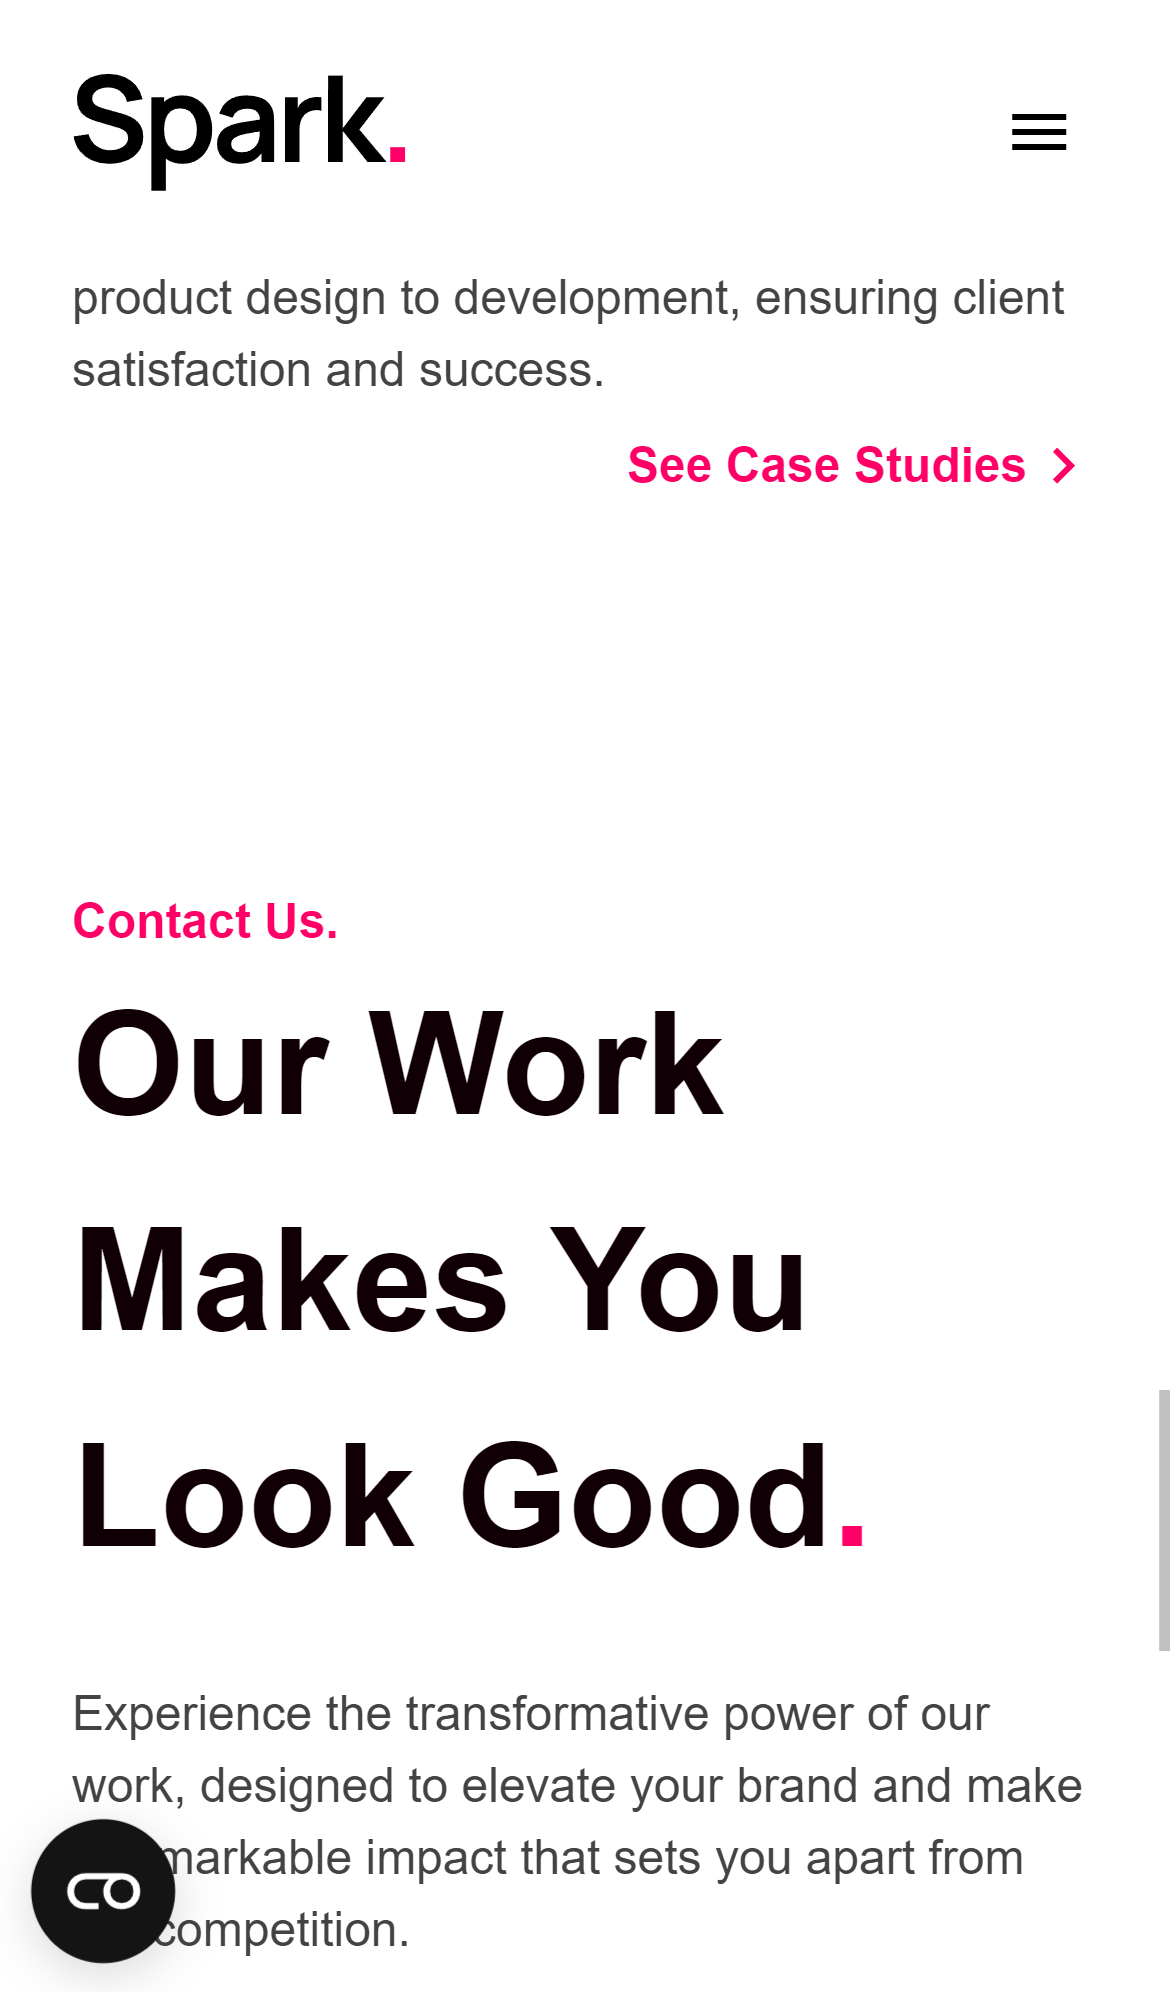 Spark.
product design to development, ensuring client
satisfaction and success.
See Case Studies
Contact Us.
Our Work
Makes You
Look Good.
Experience the transformative power of our
work, designed to elevate your brand and make
markable impact that sets you apart from
competition.